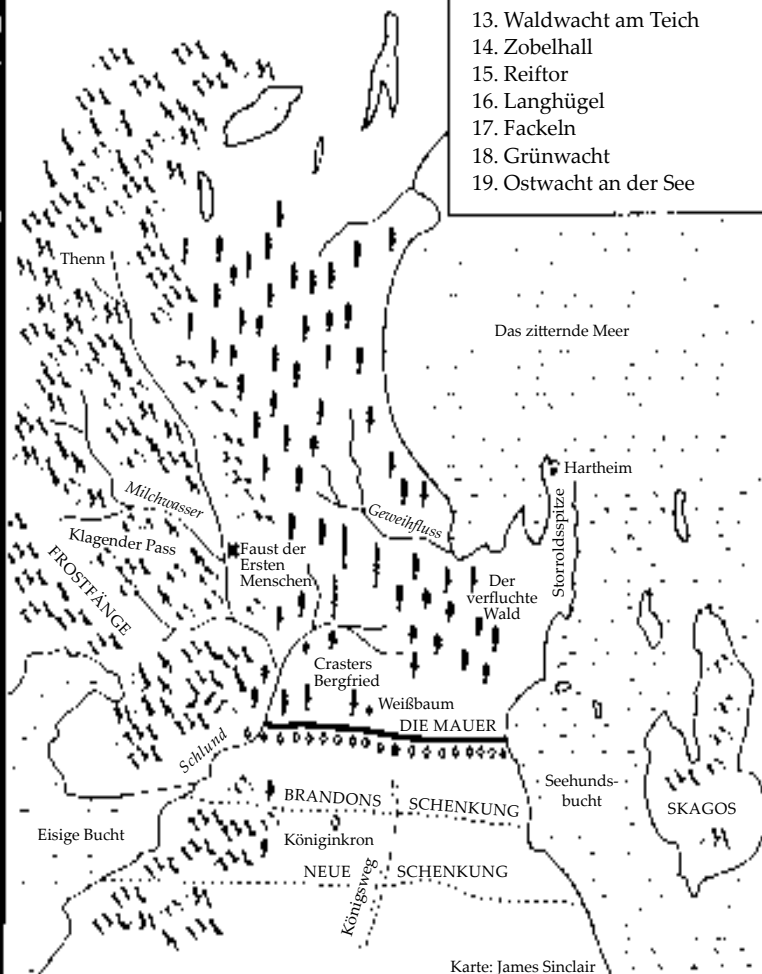 13. Waldwacht am Teich
14. Zobelhall
15. Reiftor
16. Langhügel
17. Fackeln
18. Grünwacht
19. Ostwacht an der See
Thenn
Das zitternde Meer
Hartheim
Milchwasser
Geweihfluss
Storroldsspitze
Klagender Pass
Faust der
Ersten
Menschen
FROSTFÄNGE
Der
verfluchte
Wald
Crasters
Bergfried
Weißbaum
DIE MAUER
Schlund
Seehunds-
bucht
SKAGOS
BRANDONS SCHENKUNG
Eisige Bucht
Königinkron
NEUE SCHENKUNG
Königsweg
Karte: James Sinclair